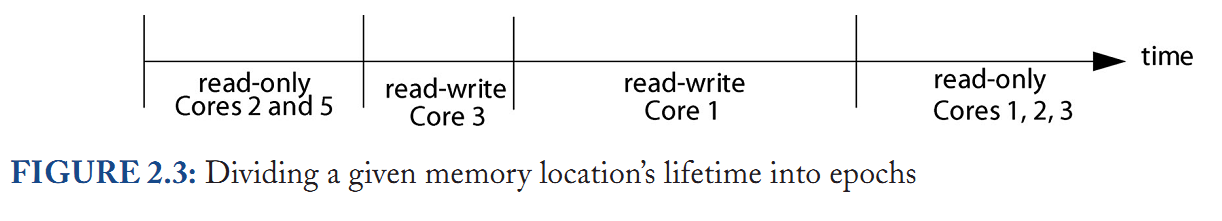 time
read-only
Cores 2 and 5
read-write
Core 3
read-write
Core 1
read-only
Cores 1, 2, 3
FIGURE 2.3: Dividing a given memory location’s lifetime into epochs